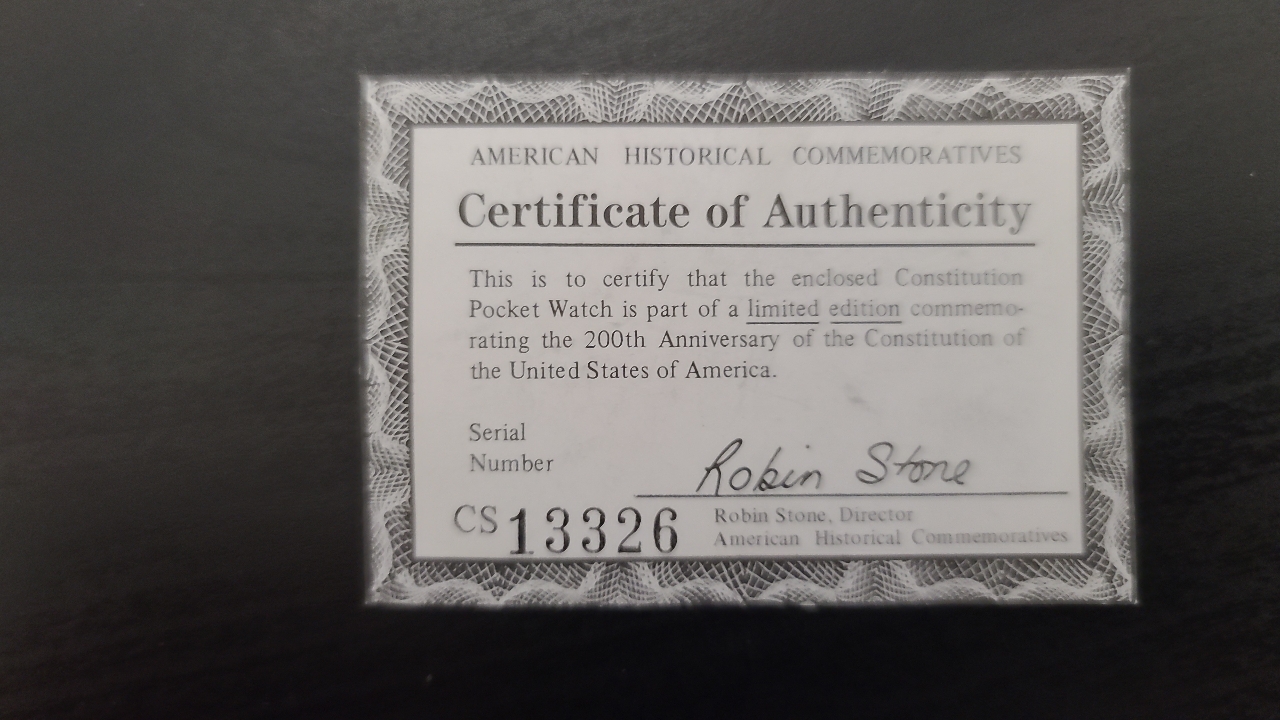 AMERICAN HISTORICAL COMMEMORATIVES
Certificate of Authenticity
This is to certify that the enclosed Constitution
Pocket Watch is part of a limited edition commemo-
rating the 200th Anniversary of the Constitution of
the United States of America.
Serial
Number
Robin Stone
CS 13326
Robin Stone, Director
American Historical Commemoratives